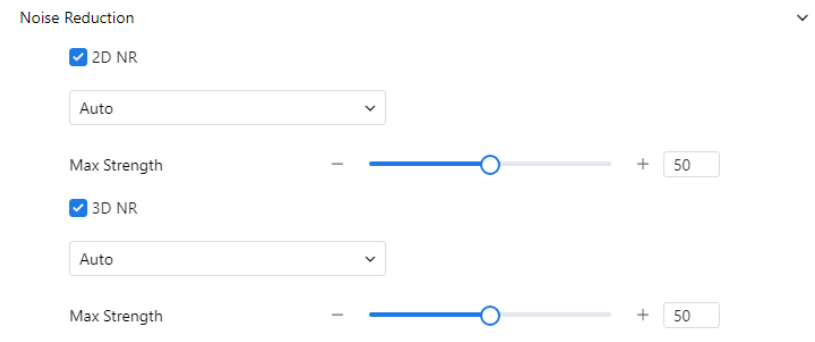 Noise Reduction
2D NR
Auto
Max Strength 50
3D NR
Auto
Max Strength 50